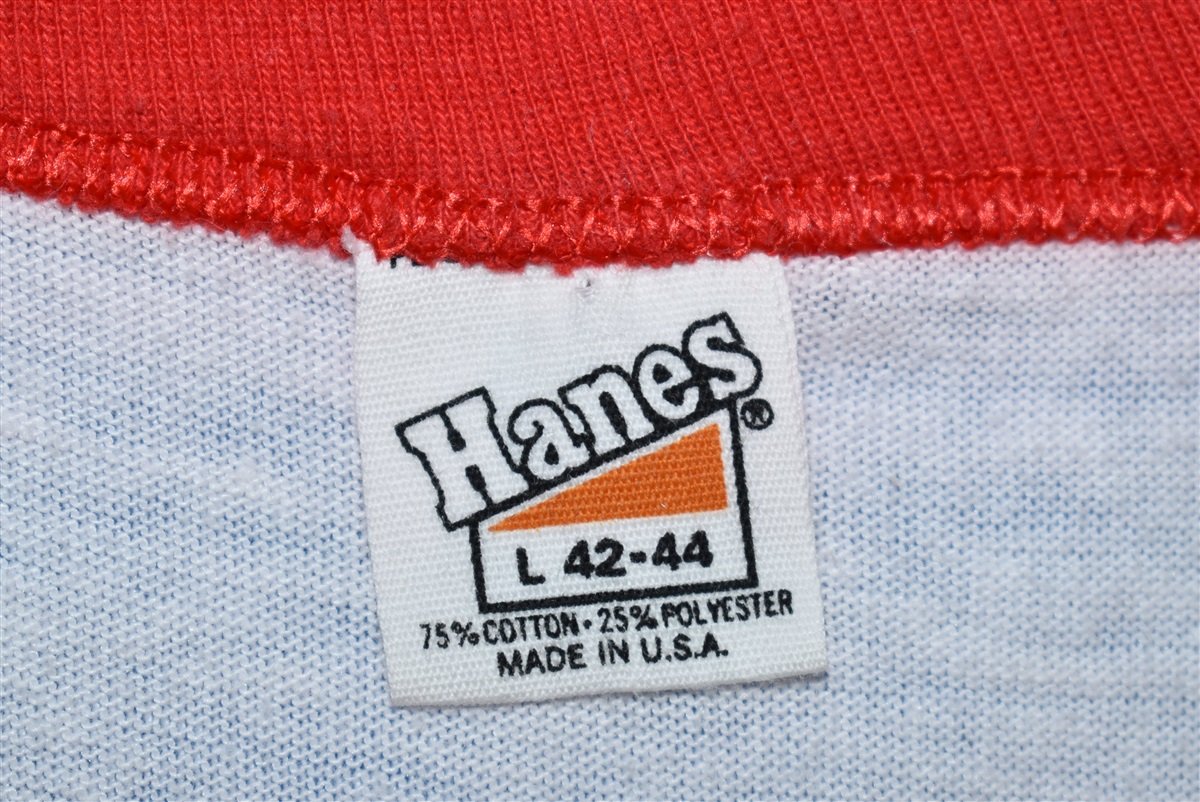 Hanes®
L 42-44
75% COTTON · 25% POLYESTER
MADE IN U.S.A.